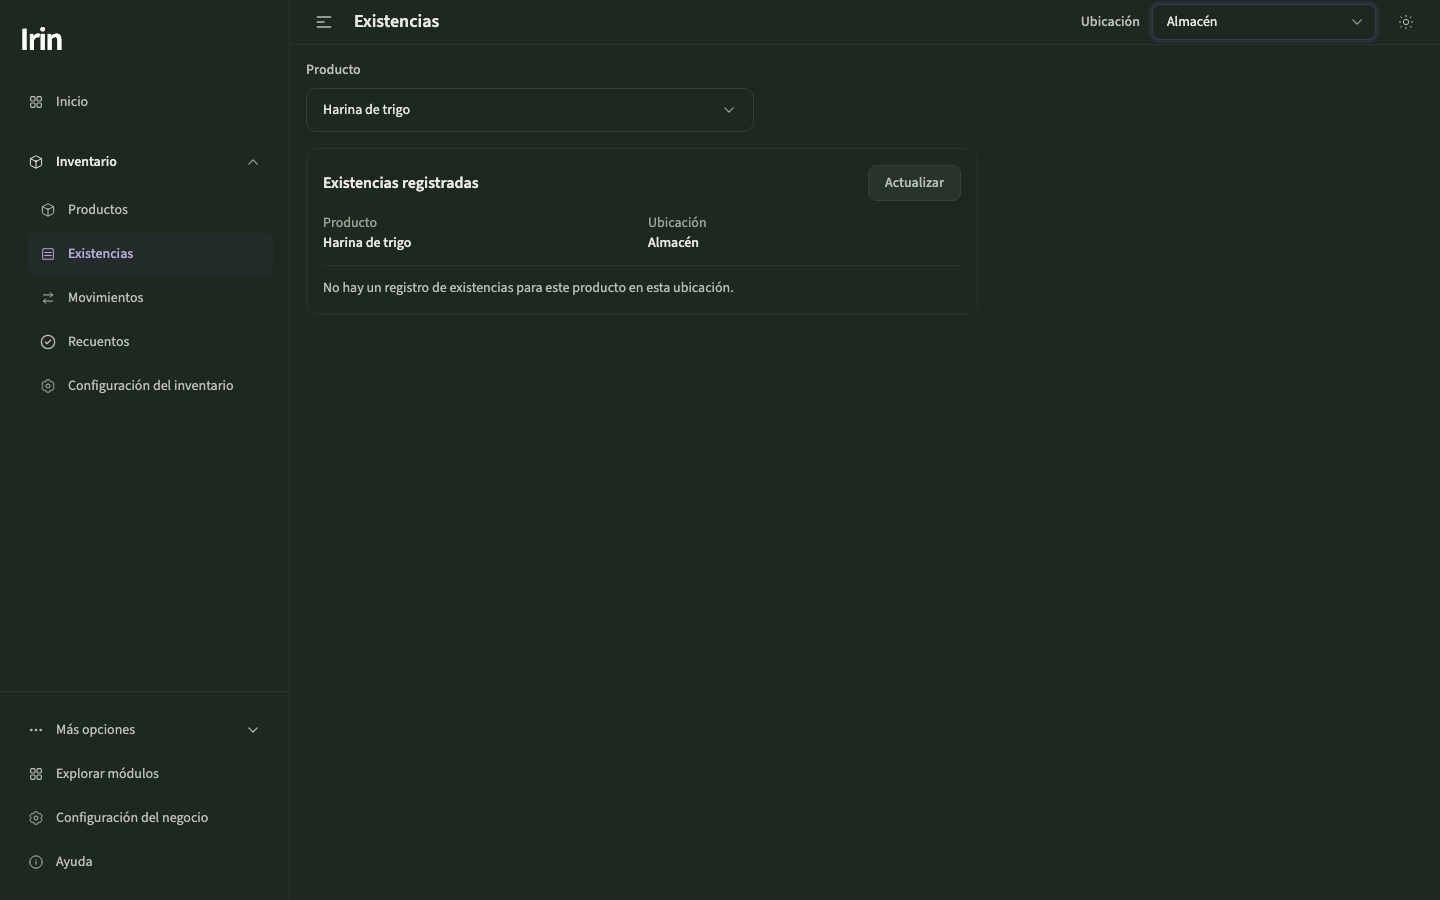 Irin
Inicio
Inventario
Productos
Existencias
Movimientos
Recuentos
Configuración del inventario
Más opciones
Explorar módulos
Configuración del negocio
Ayuda
Existencias
Ubicación
Almacén
Producto
Harina de trigo
Existencias registradas
Actualizar
Producto
Ubicación
Harina de trigo
Almacén
No hay un registro de existencias para este producto en esta ubicación.